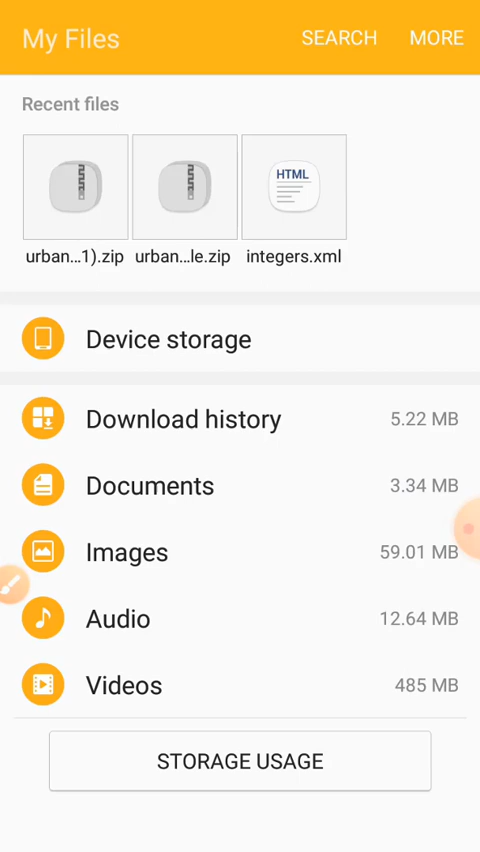 My Files SEARCH MORE
Recent files
HTML
urban...1).zip urban...le.zip integers.xml
Device storage
Download history 5.22 MB
Documents 3.34 MB
Images 59.01 MB
Audio 12.64 MB
Videos 485 MB
STORAGE USAGE